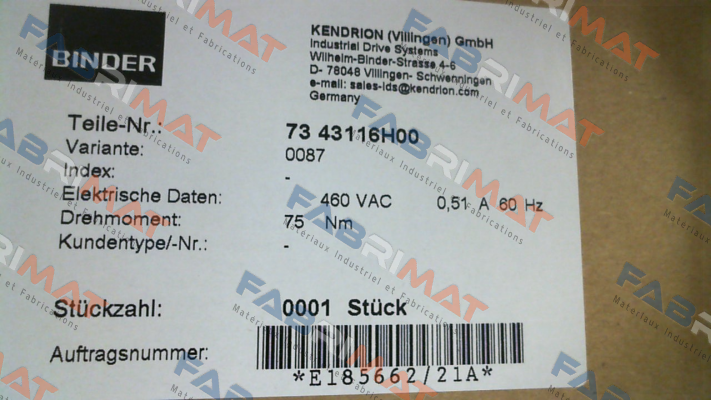 BINDER
KENDRION (Villingen) GmbH
Industrial Drive Systems
Wilhelm-Binder-Strasse 4-6
D- 78048 Villingen- Schwenningen
e-mail: sales-ids@kendrion.com
Germany
Teile-Nr.: 73 43116H00
Variante: 0087
Index: -
Elektrische Daten: 460 VAC 0,51 A 60 Hz
Drehmoment: 75 Nm
Kundentype/-Nr.: -
Stückzahl: 0001 Stück
Auftragsnummer:
*E185662/21A*
FABRIMAT
Materiaux Industriel et Fabrications